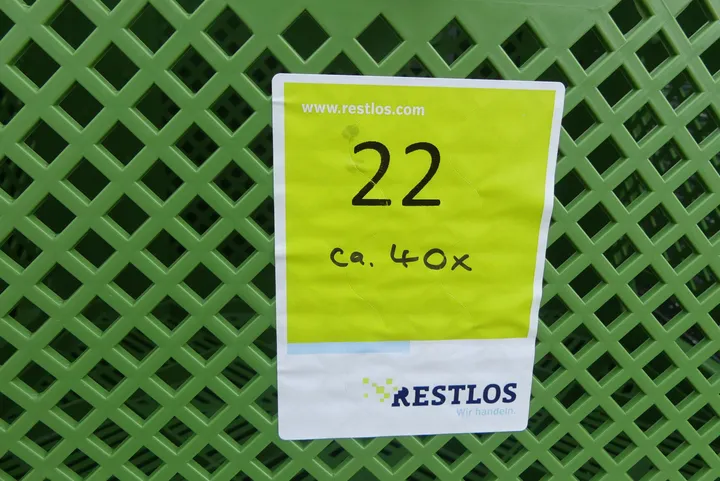 www.restlos.com
22
ca. 40x
RESTLOS
Wir handeln.